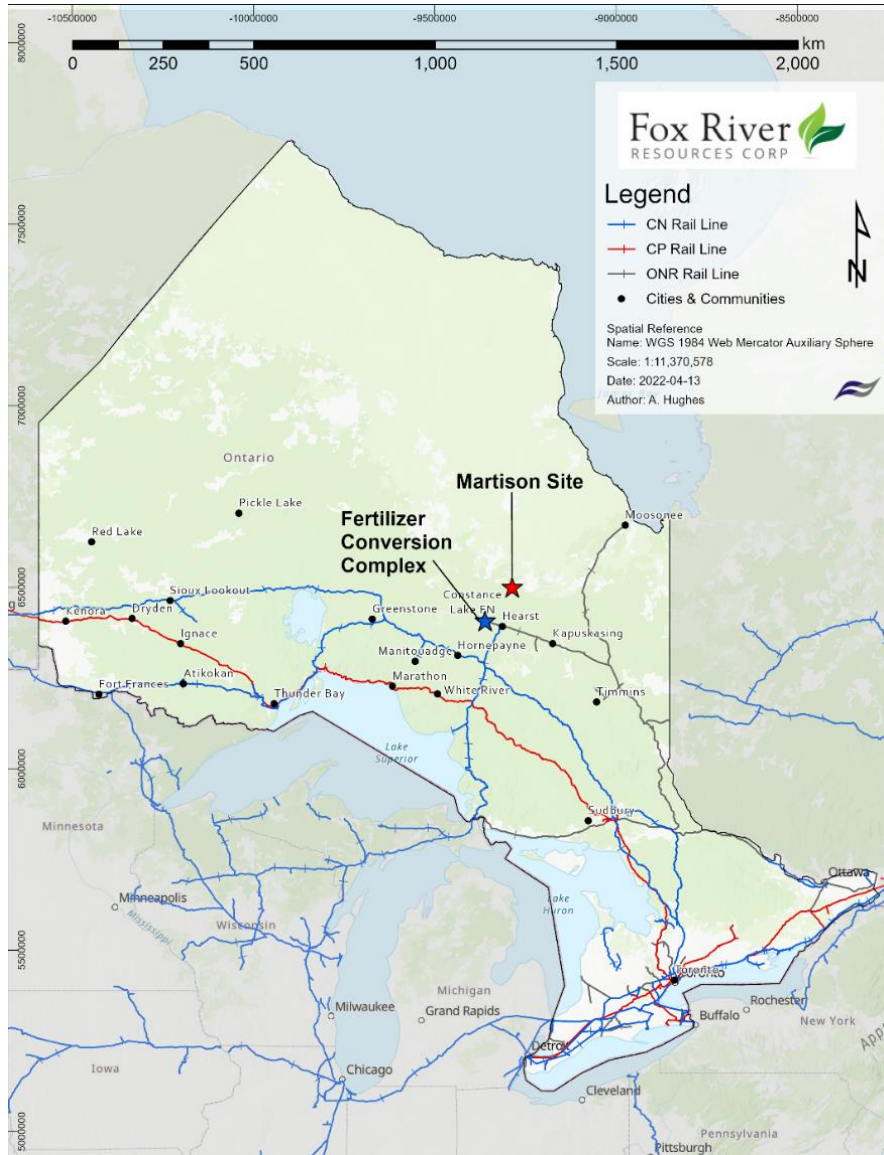 -10500000
-10000000
-9500000
-9000000
-8500000
km
0
250
500
1,000
1,500
2,000
8000000
7500000
7000000
6500000
6000000
5500000
5000000
Fox River
RESOURCES CORP
Legend
CN Rail Line
CP Rail Line
ONR Rail Line
Cities & Communities
Spatial Reference
Name: WGS 1984 Web Mercator Auxiliary Sphere
Scale: 1:11,370,578
Date: 2022-04-13
Author: A. Hughes
N
Ontario
Martison Site
Pickle Lake
Fertilizer
Conversion
Complex
Moosonee
Red Lake
Constance
Lake FN
Sioux Lookout
Kenora
Dryden
Greenstone
Hearst
Ignace
Kapuskasing
Manitouadge
Hornepayne
Atikokan
Marathon
Fort Frances
White River
Timmins
Thunder Bay
Lake
Superior
Sudbury
Minnesota
Ottawa
Minneapolis
Mississippi
Wisconsin
Lake
Huron
Toronto
Toronto
Michigan
Milwaukee
Grand Rapids
Rochester
Buffalo
New York
Detroit
Iowa
Chicago
Cleveland
Pennsylvania
Pittsburgh